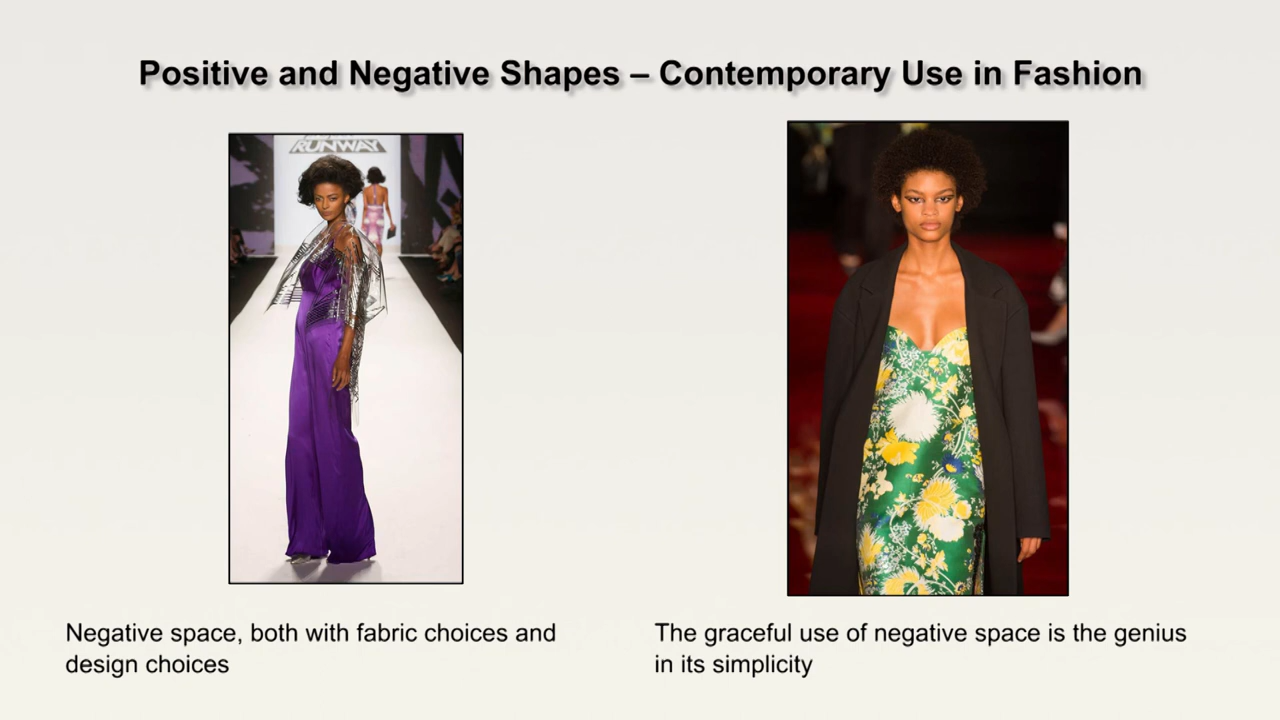 Positive and Negative Shapes – Contemporary Use in Fashion
RUNWAY
Negative space, both with fabric choices and
design choices
The graceful use of negative space is the genius
in its simplicity